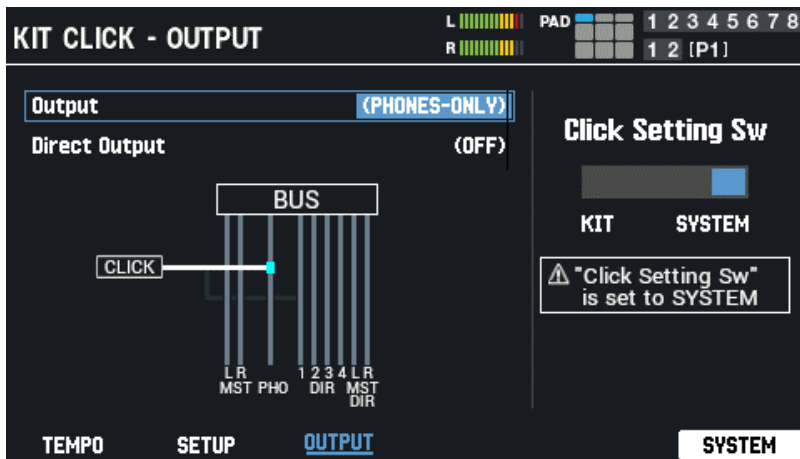 KIT CLICK - OUTPUT
L
R
PAD
1 2 3 4 5 6 7 8
1 2 [P1]
Output (PHONES-ONLY)
Direct Output (OFF)
BUS
CLICK
L R 1 2 3 4 L R
MST PHO DIR MST
DIR
Click Setting Sw
KIT SYSTEM
"Click Setting Sw"
is set to SYSTEM
TEMPO SETUP OUTPUT SYSTEM